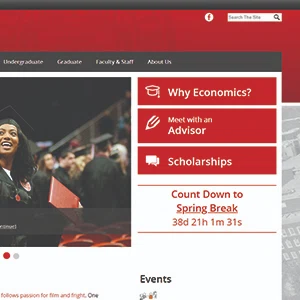 Search The Site
Undergraduate Graduate Faculty & Staff About Us
Why Economics?
Meet with an
Advisor
Scholarships
Count Down to
Spring Break
38d 21h 1m 31s
Events
follows passion for film and fright. One